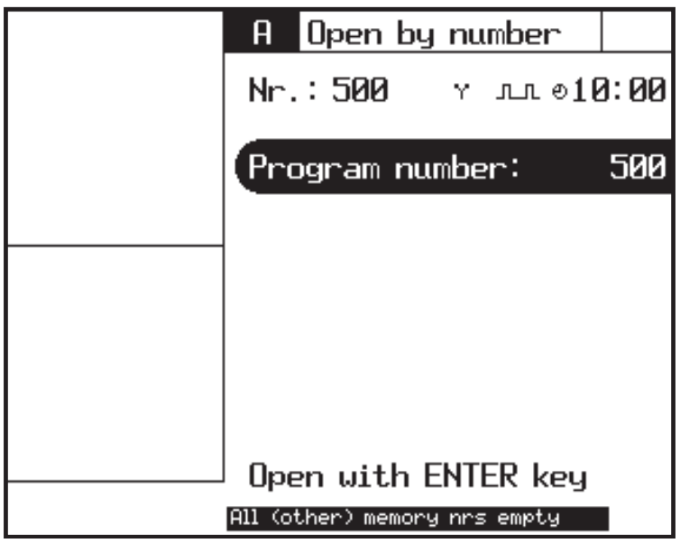 A Open by number
Nr.: 500 10:00
Program number: 500
Open with ENTER key
All (other) memory nrs empty